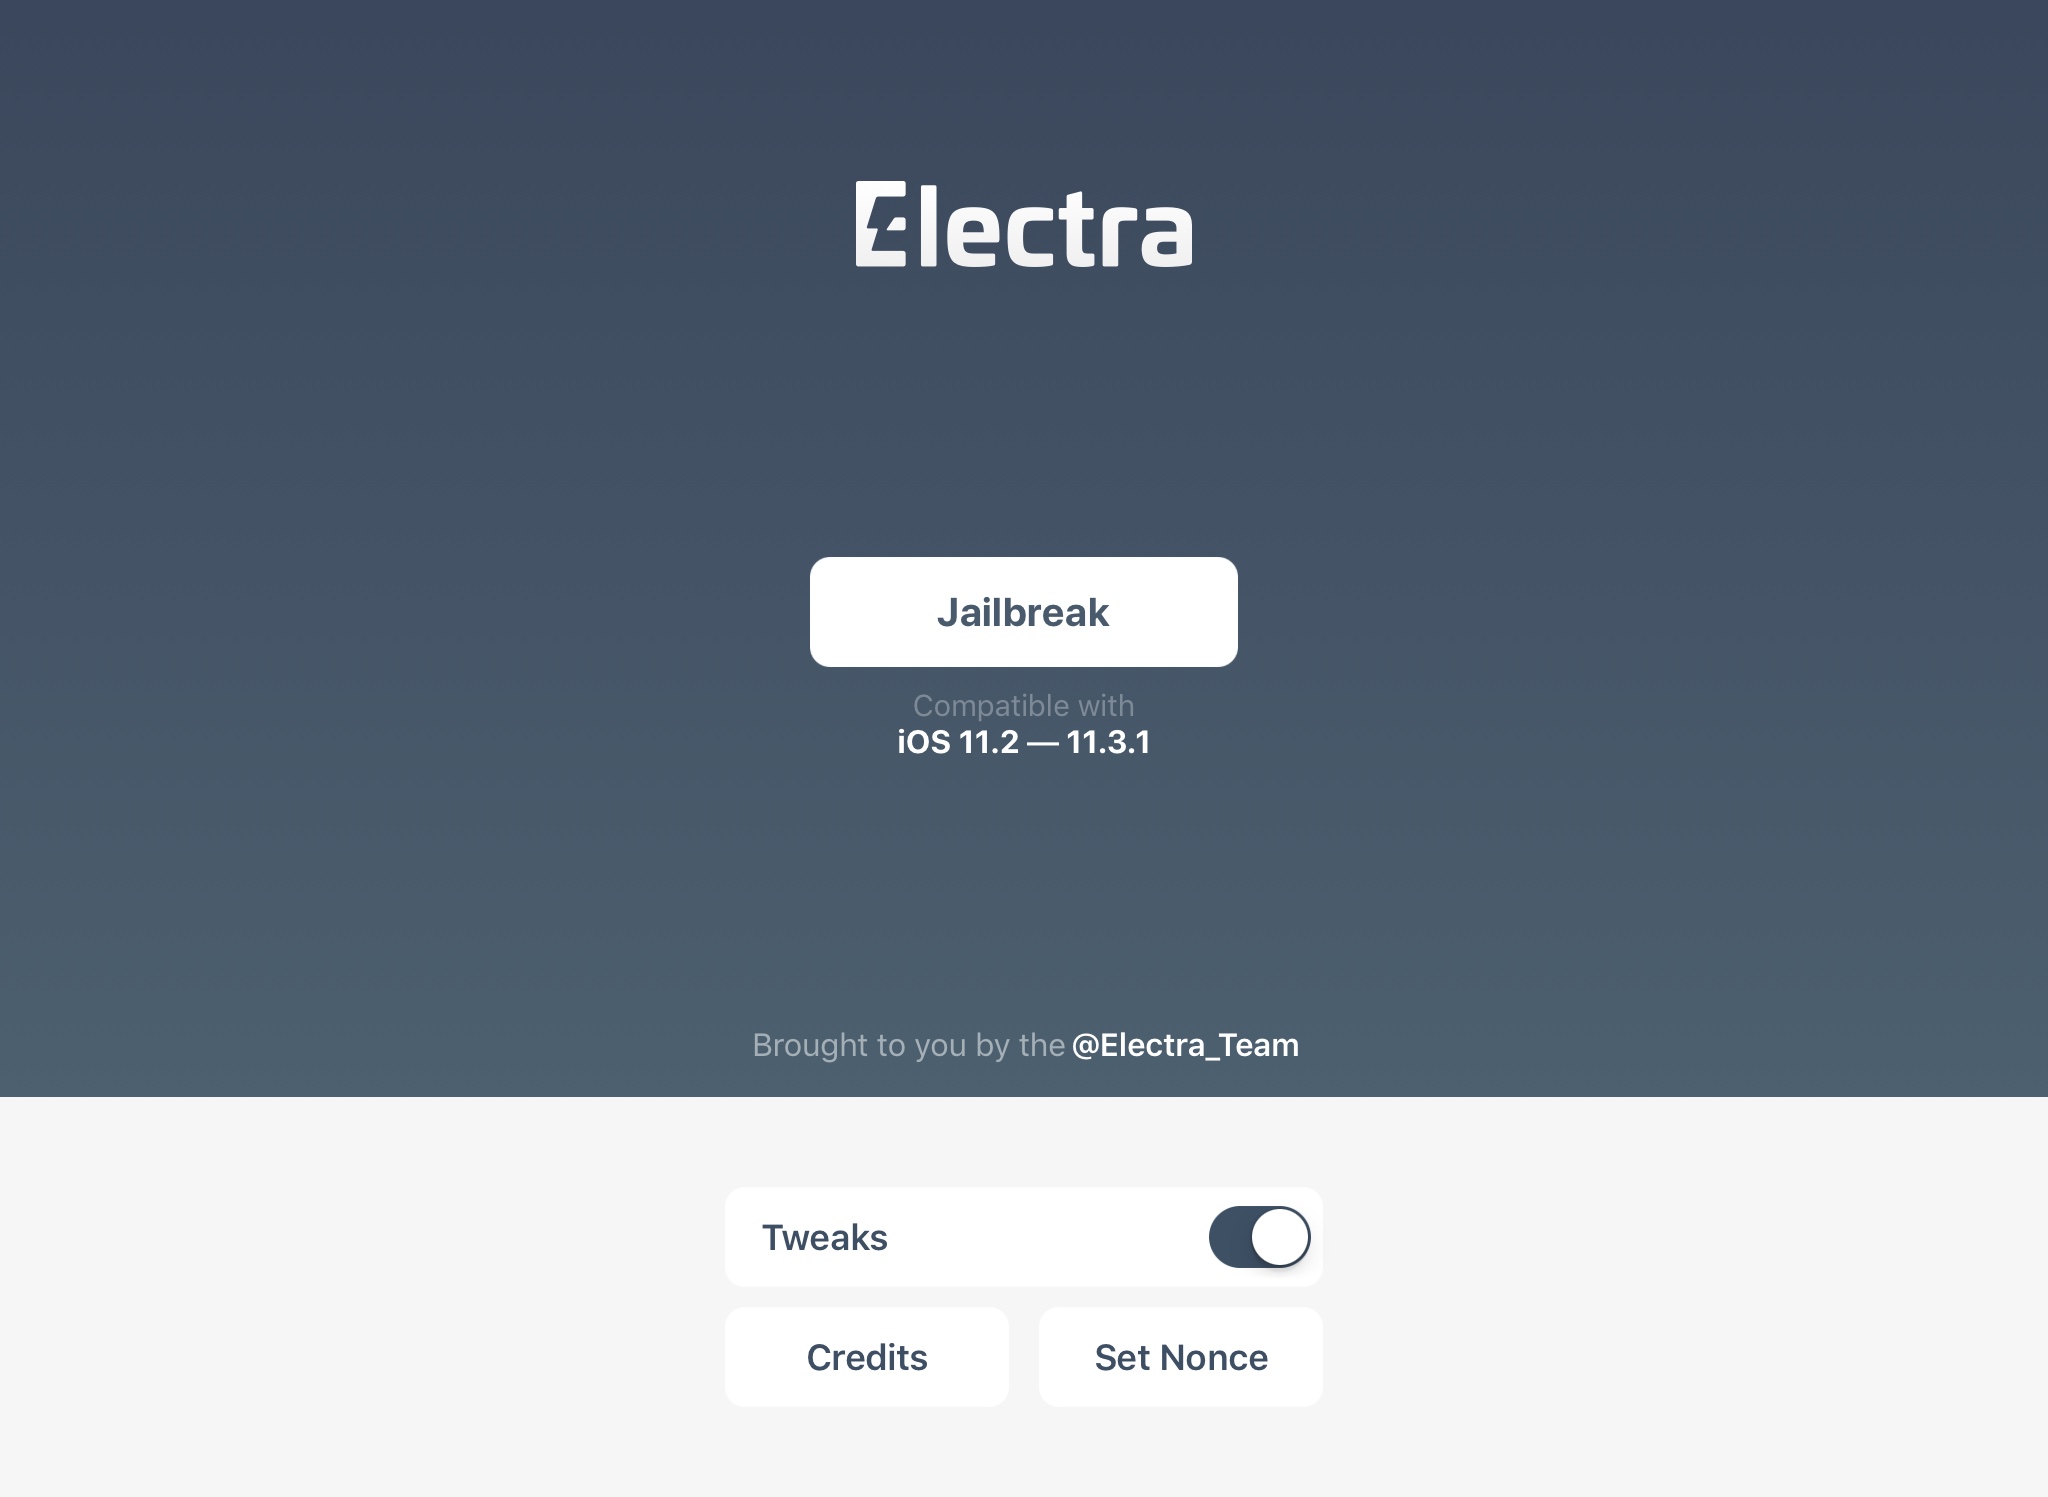 Electra
Jailbreak
Compatible with
iOS 11.2 — 11.3.1
Brought to you by the @Electra_Team
Tweaks
Credits
Set Nonce